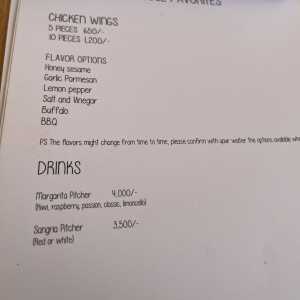 FAVORITES
CHICKEN WINGS
5 PIECES 650/-
10 PIECES 1,200/-
FLAVOR OPTIONS
Honey sesame
Garlic Parmesan
Lemon pepper
Salt and Vinegar
Buffalo
BBQ
PS The flavors might change from time to time, please confirm with your waiter the options available
DRINKS
Margarita Pitcher 4,000/-
(Kiwi, raspberry, passion, classic, limoncello)
Sangria Pitcher 3,500/-
(Red or white)